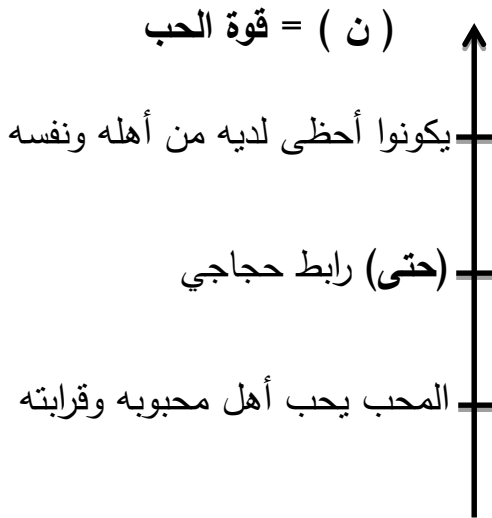 ( ن ) = قوة الحب
يكونوا أحظى لديه من أهله ونفسه
(حتى) رابط حجاجي
المحب يحب أهل محبوبه وقرابته